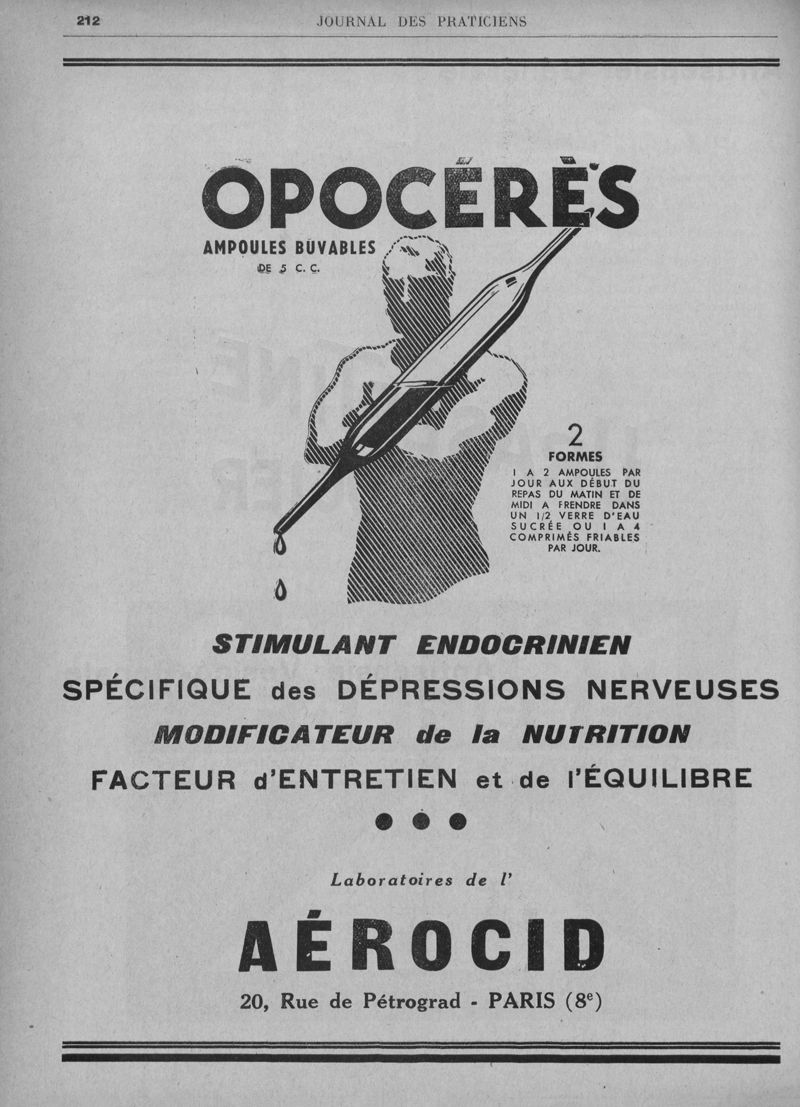 212
JOURNAL DES PRATICIENS
OPOCÉRÈS
AMPOULES BUVABLES
DE 5 C. C.
2
FORMES
1 A 2 AMPOULES PAR
JOUR AUX DÉBUT DU
REPAS DU MATIN ET DE
MIDI A PRENDRE DANS
UN 1/2 VERRE D'EAU
SUCRÉE OU 1 A 4
COMPRIMÉS FRIABLES
PAR JOUR.
STIMULANT ENDOCRINIEN
SPÉCIFIQUE des DÉPRESSIONS NERVEUSES
MODIFICATEUR de la NUTRITION
FACTEUR d'ENTRETIEN et de l'ÉQUILIBRE
Laboratoires de l'
AÉROCID
20, Rue de Pétrograd - PARIS (8e)